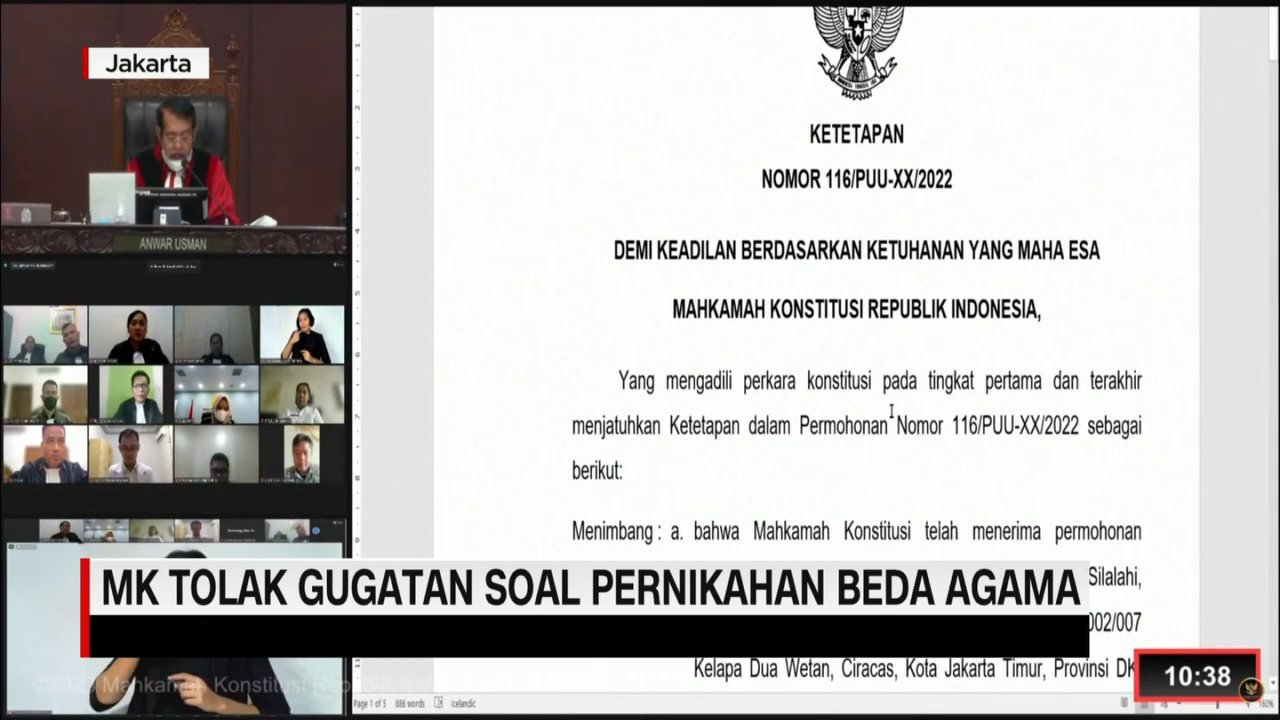 Jakarta
ANWAR USMAN
KETETAPAN
NOMOR 116/PUU-XX/2022
DEMI KEADILAN BERDASARKAN KETUHANAN YANG MAHA ESA
MAHKAMAH KONSTITUSI REPUBLIK INDONESIA,
Yang mengadili perkara konstitusi pada tingkat pertama dan terakhir
menjatuhkan Ketetapan dalam Permohonan Nomor 116/PUU-XX/2022 sebagai
berikut:
Menimbang : a. bahwa Mahkamah Konstitusi telah menerima permohonan
Silalahi,
002/007
Kelapa Dua Wetan, Ciracas, Kota Jakarta Timur, Provinsi DK
MK TOLAK GUGATAN SOAL PERNIKAHAN BEDA AGAMA
Mahkamah Konstitusi
10:38
Page 1 of 5 886 words Icelandic
160%